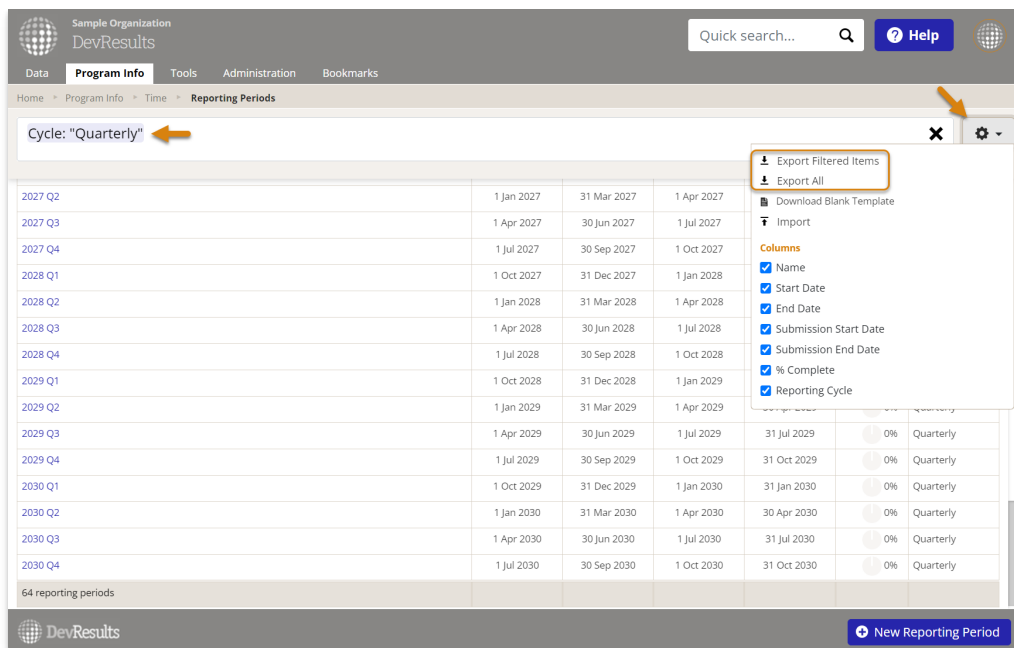 Sample Organization
DevResults
Quick search...
Help
Data Program Info Tools Administration Bookmarks
Home Program Info Time Reporting Periods
Cycle: "Quarterly"
Export Filtered Items
Export All
Download Blank Template
Import
Columns
Name
Start Date
End Date
Submission Start Date
Submission End Date
% Complete
Reporting Cycle
2027 Q2 1 Jan 2027 31 Mar 2027 1 Apr 2027
2027 Q3 1 Apr 2027 30 Jun 2027 1 Jul 2027
2027 Q4 1 Jul 2027 30 Sep 2027 1 Oct 2027
2028 Q1 1 Oct 2027 31 Dec 2027 1 Jan 2028
2028 Q2 1 Jan 2028 31 Mar 2028 1 Apr 2028
2028 Q3 1 Apr 2028 30 Jun 2028 1 Jul 2028
2028 Q4 1 Jul 2028 30 Sep 2028 1 Oct 2028
2029 Q1 1 Oct 2028 31 Dec 2028 1 Jan 2029
2029 Q2 1 Jan 2029 31 Mar 2029 1 Apr 2029 Quarterly
2029 Q3 1 Apr 2029 30 Jun 2029 1 Jul 2029 31 Jul 2029 0% Quarterly
2029 Q4 1 Jul 2029 30 Sep 2029 1 Oct 2029 31 Oct 2029 0% Quarterly
2030 Q1 1 Oct 2029 31 Dec 2029 1 Jan 2030 31 Jan 2030 0% Quarterly
2030 Q2 1 Jan 2030 31 Mar 2030 1 Apr 2030 30 Apr 2030 0% Quarterly
2030 Q3 1 Apr 2030 30 Jun 2030 1 Jul 2030 31 Jul 2030 0% Quarterly
2030 Q4 1 Jul 2030 30 Sep 2030 1 Oct 2030 31 Oct 2030 0% Quarterly
64 reporting periods
DevResults
New Reporting Period